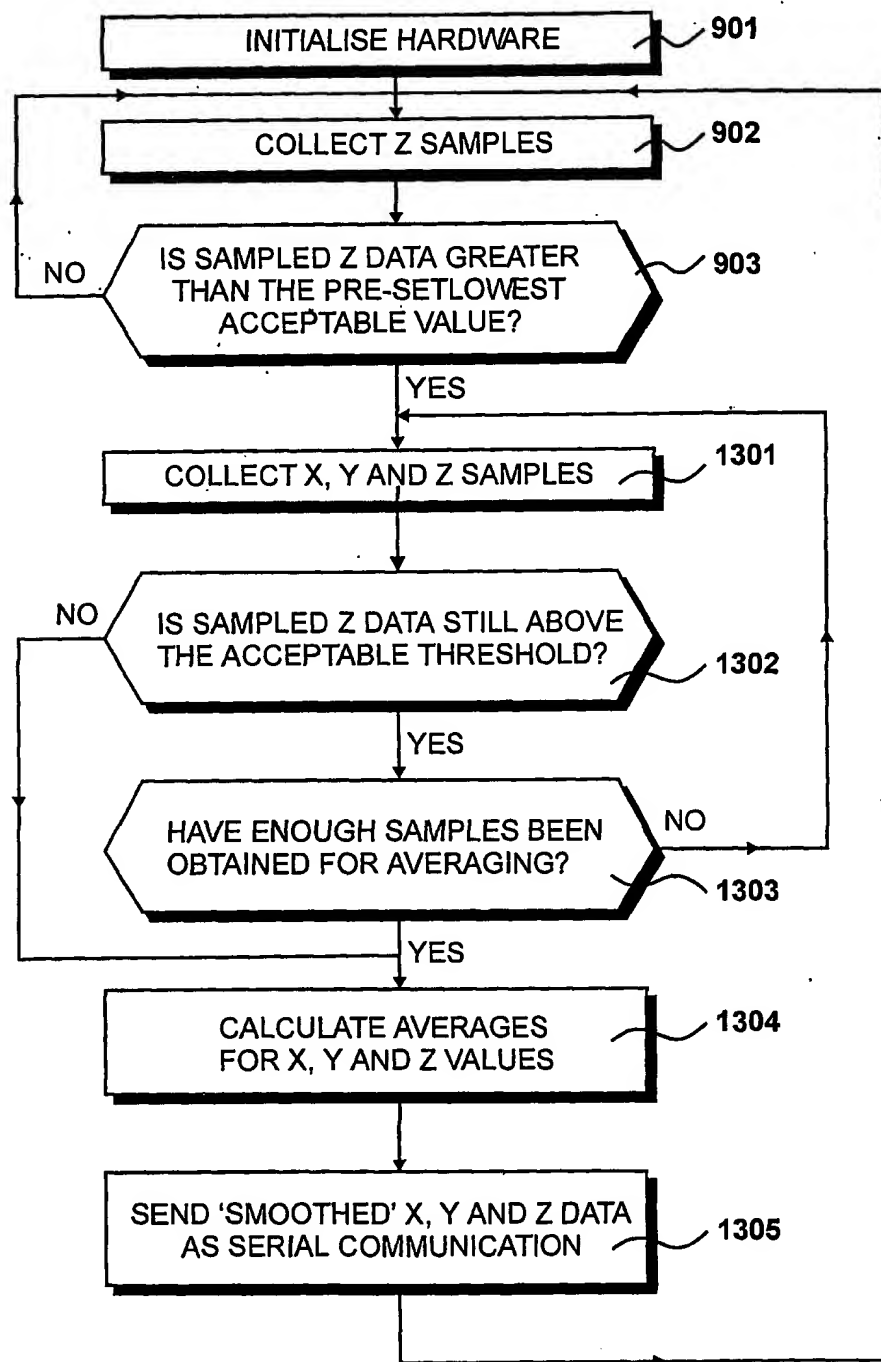 INITIALISE HARDWARE
901
COLLECT Z SAMPLES
902
IS SAMPLED Z DATA GREATER
THAN THE PRE-SETLOWEST
ACCEPTABLE VALUE?
903
NO
YES
COLLECT X, Y AND Z SAMPLES
1301
NO
IS SAMPLED Z DATA STILL ABOVE
THE ACCEPTABLE THRESHOLD?
1302
YES
HAVE ENOUGH SAMPLES BEEN
OBTAINED FOR AVERAGING?
NO
1303
YES
CALCULATE AVERAGES
FOR X, Y AND Z VALUES
1304
SEND 'SMOOTHED' X, Y AND Z DATA
AS SERIAL COMMUNICATION
1305